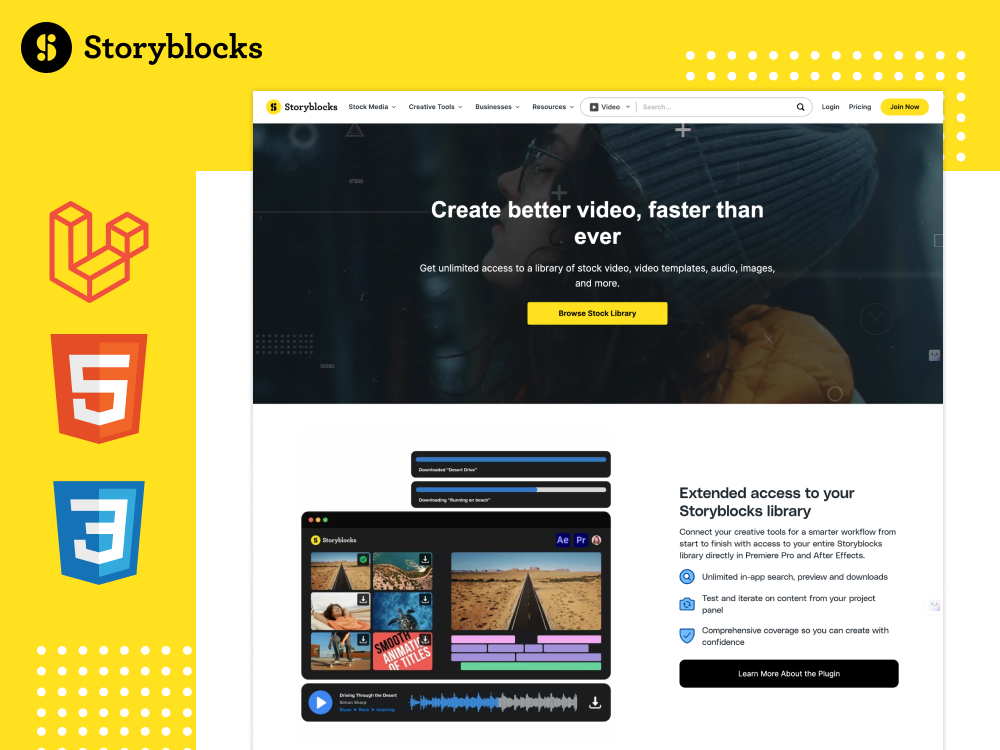 Storyblocks
Storyblocks Stock Media Creative Tools Businesses Resources Video Search... Login Pricing Join Now
Create better video, faster than
ever
Get unlimited access to a library of stock video, video templates, audio, images,
and more.
Browse Stock Library
Downloaded "Desert Drive"
Downloading "Running on beach"
Storyblocks Ae Pr
SMOOTH
ANIMATI
OF TITLES
Driving Through the Desert
Simon Sharp
Extended access to your
Storyblocks library
Connect your creative tools for a smarter workflow from
start to finish with access to your entire Storyblocks
library directly in Premiere Pro and After Effects.
Unlimited in-app search, preview and downloads
Test and iterate on content from your project
panel
Comprehensive coverage so you can create with
confidence
Learn More About the Plugin